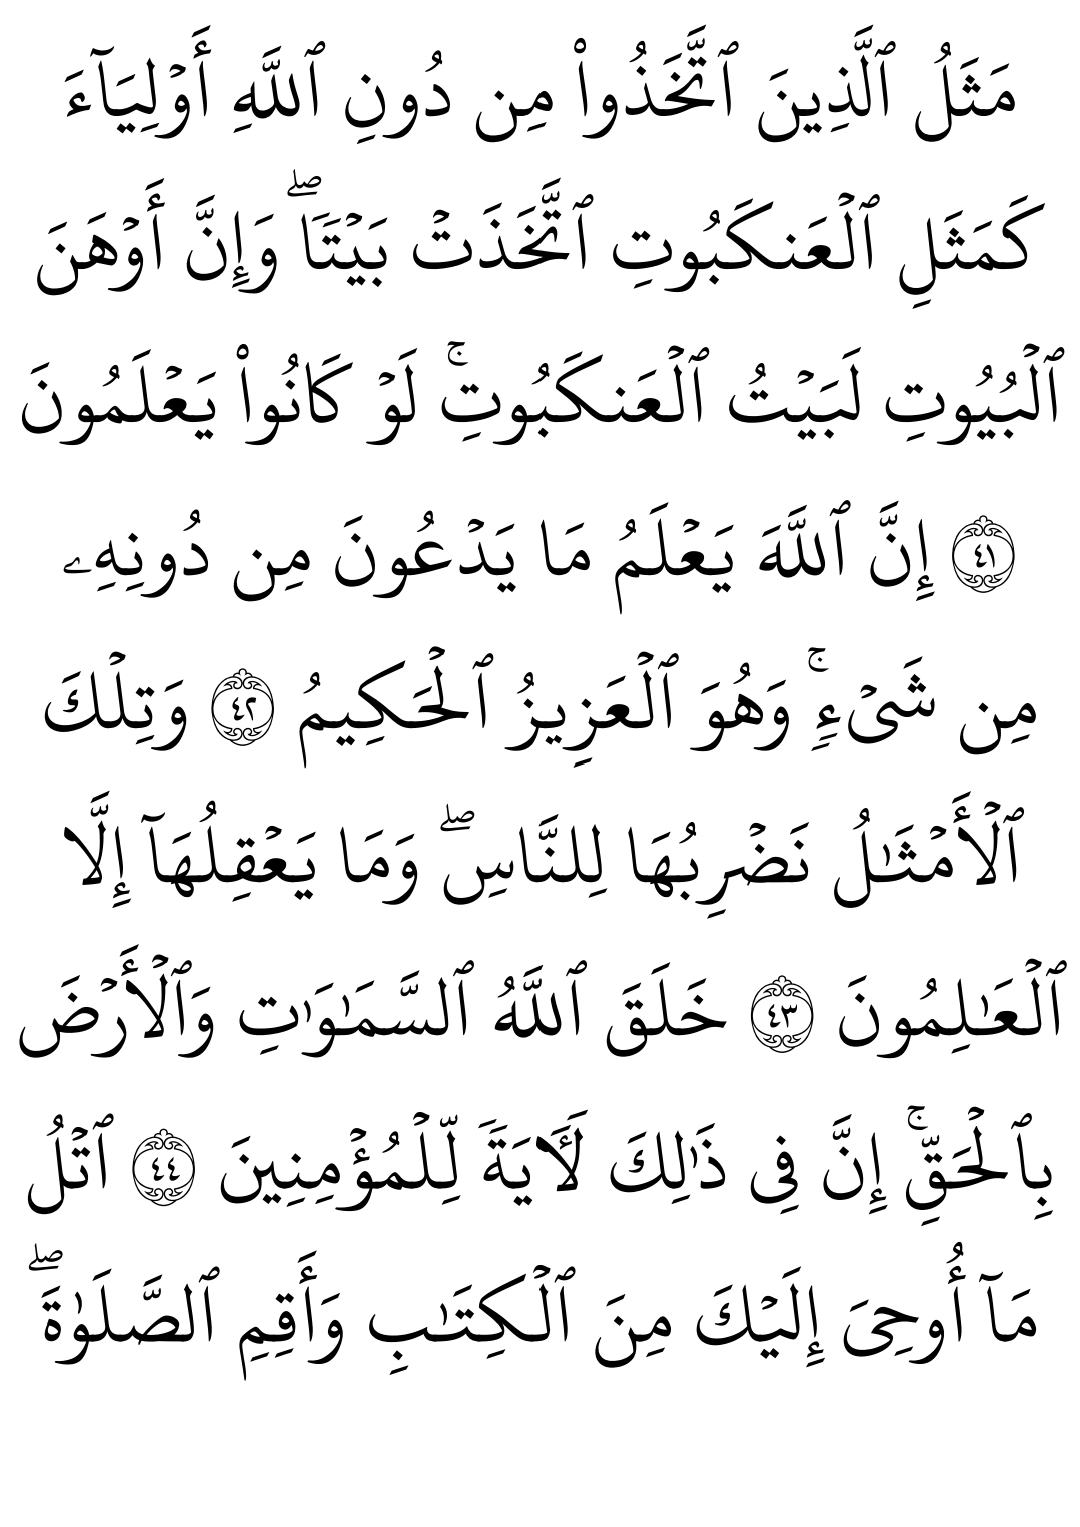 مَثَلُ ٱلَّذِينَ ٱتَّخَذُوا۟ مِن دُونِ ٱللَّهِ أَوْلِيَآءَ
كَمَثَلِ ٱلْعَنكَبُوتِ ٱتَّخَذَتْ بَيْتًۭا ۖ وَإِنَّ أَوْهَنَ
ٱلْبُيُوتِ لَبَيْتُ ٱلْعَنكَبُوتِ ۚ لَوْ كَانُوا۟ يَعْلَمُونَ
﴿٤١﴾ إِنَّ ٱللَّهَ يَعْلَمُ مَا يَدْعُونَ مِن دُونِهِۦ
مِن شَىْءٍۢ ۚ وَهُوَ ٱلْعَزِيزُ ٱلْحَكِيمُ ﴿٤٢﴾ وَتِلْكَ
ٱلْأَمْثَـٰلُ نَضْرِبُهَا لِلنَّاسِ ۖ وَمَا يَعْقِلُهَآ إِلَّا
ٱلْعَـٰلِمُونَ ﴿٤٣﴾ خَلَقَ ٱللَّهُ ٱلسَّمَـٰوَٰتِ وَٱلْأَرْضَ
بِٱلْحَقِّ ۚ إِنَّ فِى ذَٰلِكَ لَـَٔايَةًۭ لِّلْمُؤْمِنِينَ ﴿٤٤﴾ ٱتْلُ
مَآ أُوحِىَ إِلَيْكَ مِنَ ٱلْكِتَـٰبِ وَأَقِمِ ٱلصَّلَوٰةَ ۖ